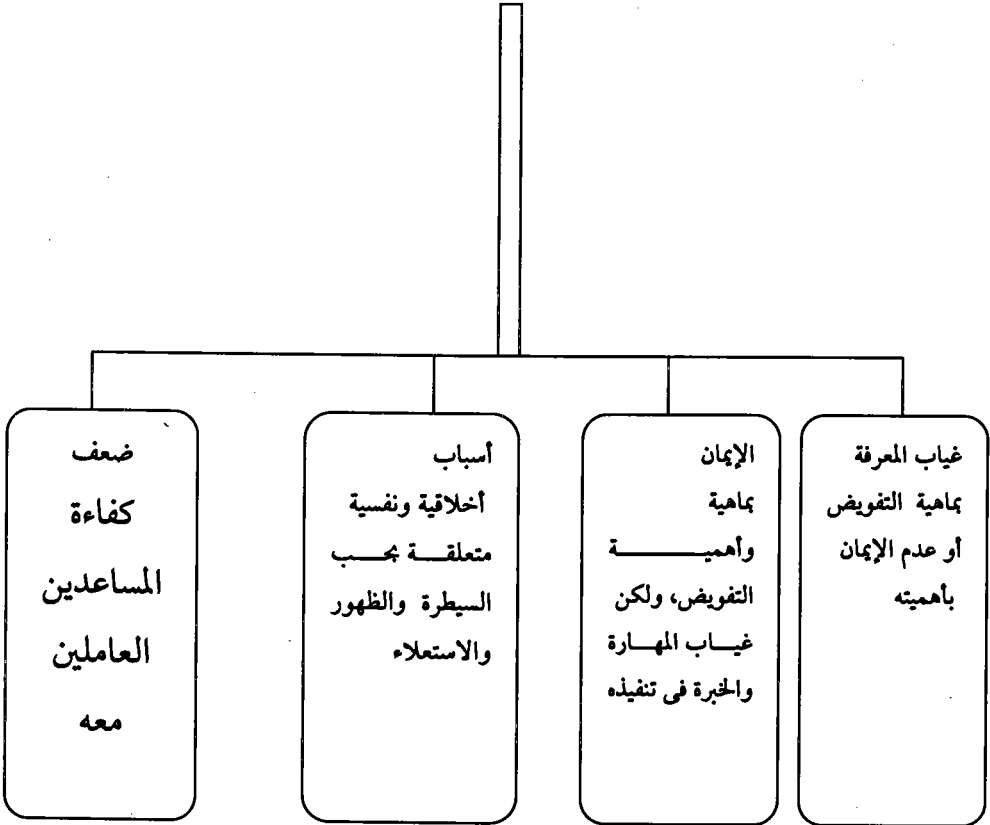 غياب المعرفة
بماهية التفويض
أو عدم الإيمان
بأهميته
الإيمان
بماهية
وأهميـــــــــة
التفويض، ولكن
غيـــاب المهـــارة
والخبرة فى تنفيذه
أسباب
أخلاقية ونفسية
متعلقـــة بحـــب
السيطرة والظهور
والاستعلاء
ضعف
كفاءة
المساعدين
العاملين
معه